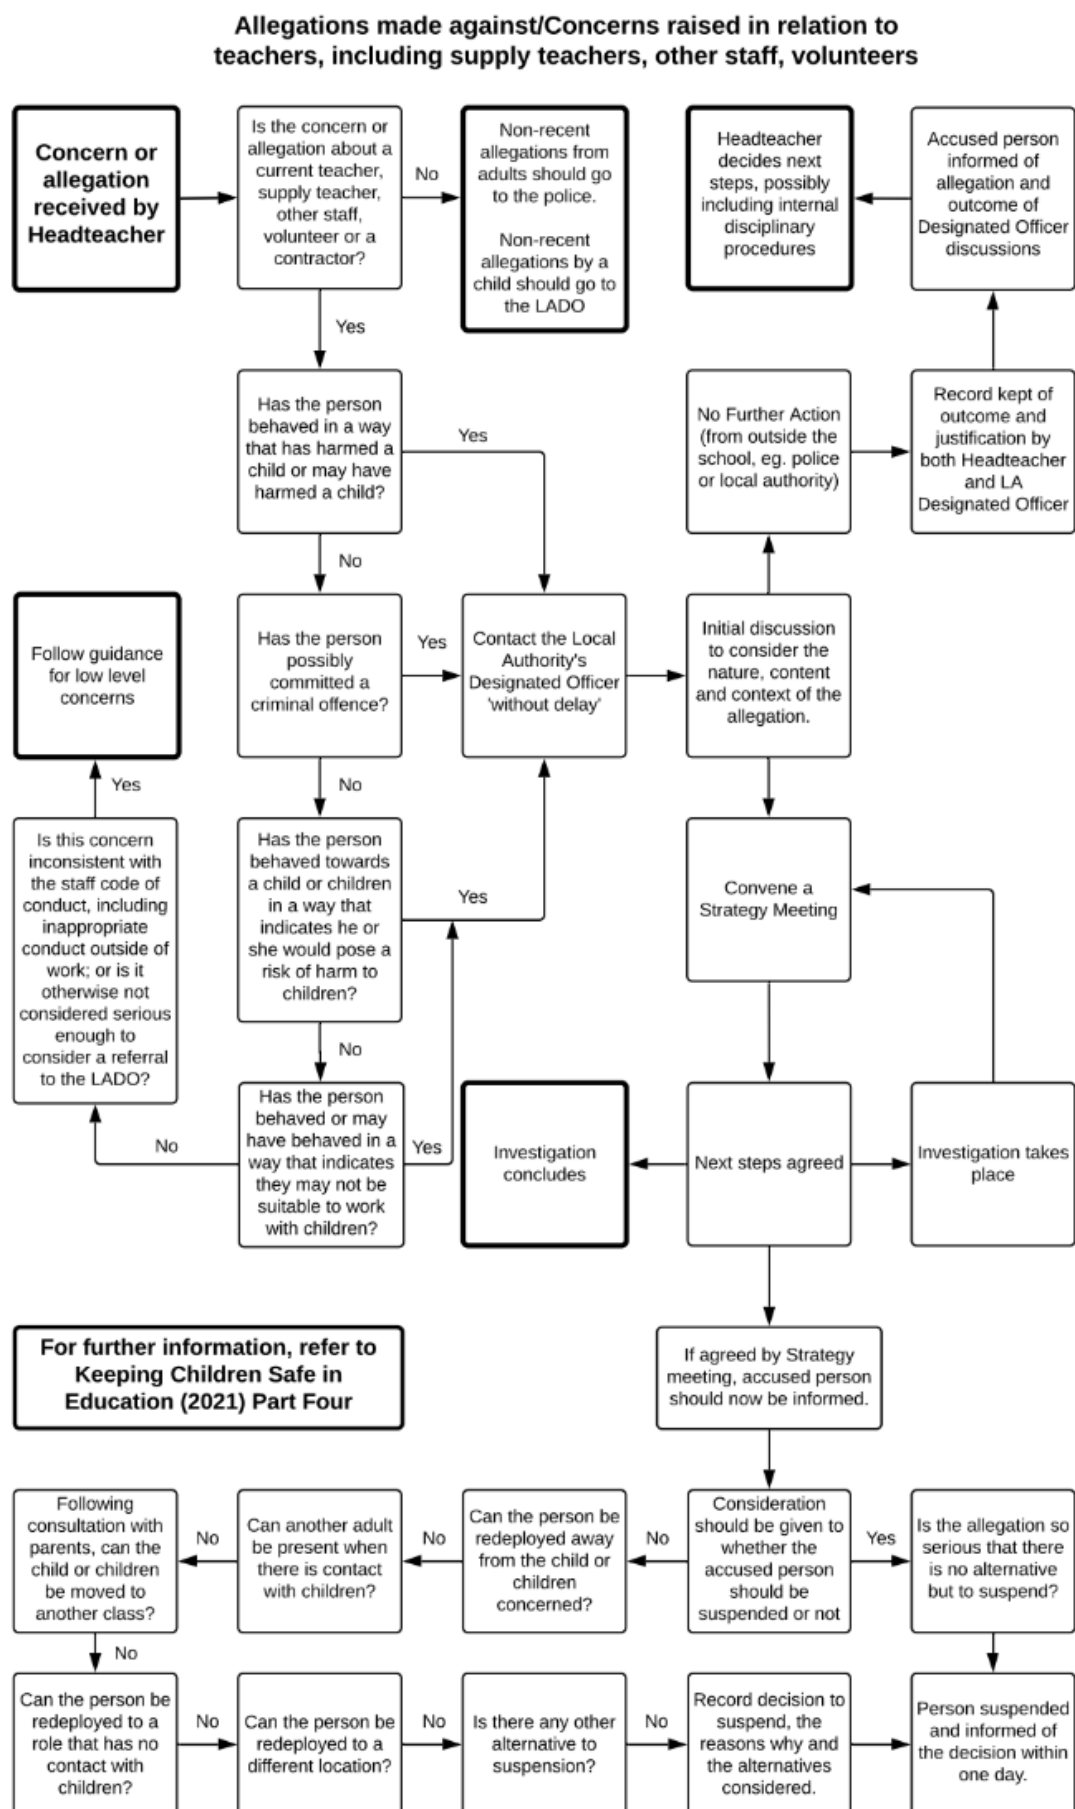 Allegations made against/Concerns raised in relation to
teachers, including supply teachers, other staff, volunteers
Concern or
allegation
received by
Headteacher
Is the concern or
allegation about a
current teacher,
supply teacher,
other staff,
volunteer or a
contractor?
No
Non-recent
allegations from
adults should go
to the police.
Non-recent
allegations by a
child should go to
the LADO
Headteacher
decides next
steps, possibly
including internal
disciplinary
procedures
Accused person
informed of
allegation and
outcome of
Designated Officer
discussions
Yes
Has the person
behaved in a way
that has harmed a
child or may have
harmed a child?
Yes
No Further Action
(from outside the
school, eg. police
or local authority)
Record kept of
outcome and
justification by
both Headteacher
and LA
Designated Officer
No
Follow guidance
for low level
concerns
Has the person
possibly
committed a
criminal offence?
Yes
Contact the Local
Authority's
Designated Officer
'without delay'
Initial discussion
to consider the
nature, content
and context of the
allegation.
Yes
No
Is this concern
inconsistent with
the staff code of
conduct, including
inappropriate
conduct outside of
work; or is it
otherwise not
considered serious
enough to
consider a referral
to the LADO?
Has the person
behaved towards
a child or children
in a way that
indicates he or
she would pose a
risk of harm to
children?
Yes
Convene a
Strategy Meeting
No
No
Has the person
behaved or may
have behaved in a
way that indicates
they may not be
suitable to work
with children?
Yes
Investigation
concludes
Next steps agreed
Investigation takes
place
For further information, refer to
Keeping Children Safe in
Education (2021) Part Four
If agreed by Strategy
meeting, accused person
should now be informed.
Following
consultation with
parents, can the
child or children
be moved to
another class?
No
Can another adult
be present when
there is contact
with children?
No
Can the person be
redeployed away
from the child or
children
concerned?
No
Consideration
should be given to
whether the
accused person
should be
suspended or not
Yes
Is the allegation so
serious that there
is no alternative
but to suspend?
No
Can the person be
redeployed to a
role that has no
contact with
children?
No
Can the person be
redeployed to a
different location?
No
Is there any other
alternative to
suspension?
No
Record decision to
suspend, the
reasons why and
the alternatives
considered.
Person suspended
and informed of
the decision within
one day.